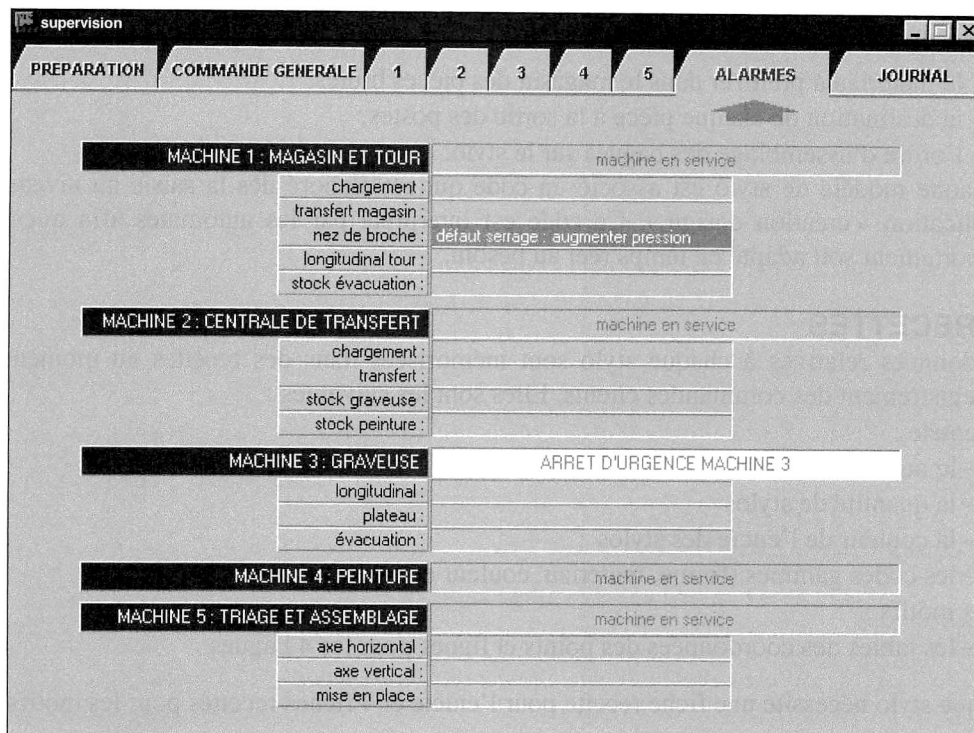 supervision
PREPARATION COMMANDE GENERALE 1 2 3 4 5 ALARMES JOURNAL
MACHINE 1 : MAGASIN ET TOUR machine en service
chargement :
transfert magasin :
nez de broche : défaut serrage : augmenter pression
longitudinal tour :
stock évacuation :
MACHINE 2 : CENTRALE DE TRANSFERT machine en service
chargement :
transfert :
stock graveuse :
stock peinture :
MACHINE 3 : GRAVEUSE ARRET D'URGENCE MACHINE 3
longitudinal :
plateau :
évacuation :
MACHINE 4 : PEINTURE machine en service
MACHINE 5 : TRIAGE ET ASSEMBLAGE machine en service
axe horizontal :
axe vertical :
mise en place :